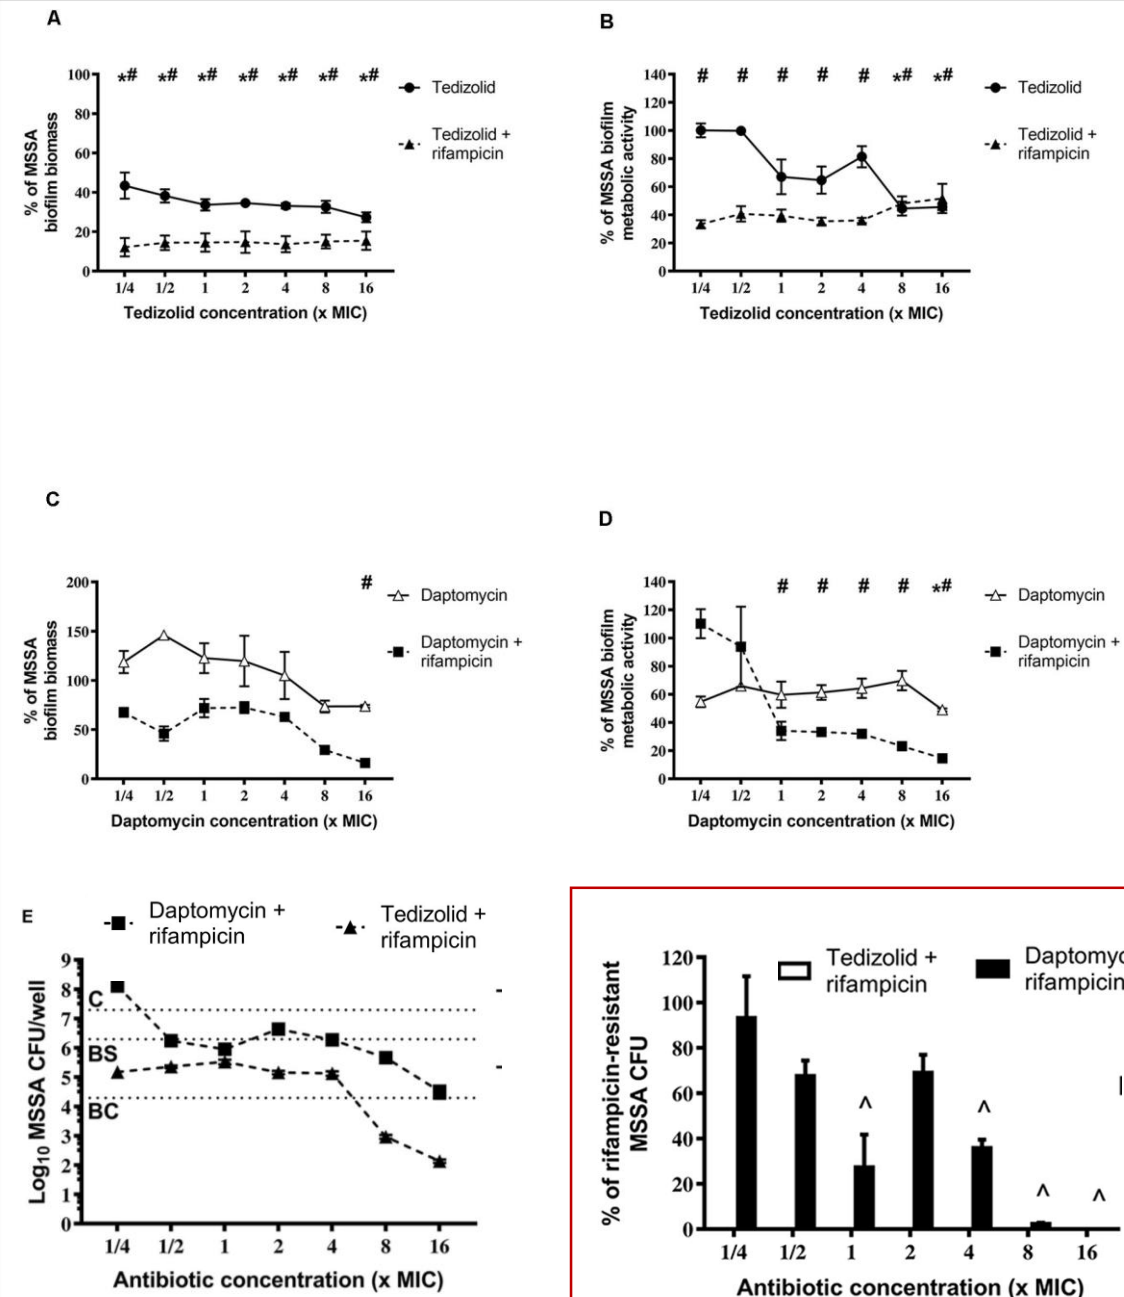 A
% of MSSA
biofilm biomass
100
80
60
40
20
0
*# *# *# *# *# *# *#
Tedizolid
Tedizolid +
rifampicin
1/4 1/2 1 2 4 8 16
Tedizolid concentration (x MIC)
B
% of MSSA biofilm
metabolic activity
140
120
100
80
60
40
20
0
# # # # # *# *#
Tedizolid
Tedizolid +
rifampicin
1/4 1/2 1 2 4 8 16
Tedizolid concentration (x MIC)
C
% of MSSA
biofilm biomass
200
150
100
50
0
#
Daptomycin
Daptomycin +
rifampicin
1/4 1/2 1 2 4 8 16
Daptomycin concentration (x MIC)
D
% of MSSA biofilm
metabolic activity
140
120
100
80
60
40
20
0
# # # # *#
Daptomycin
Daptomycin +
rifampicin
1/4 1/2 1 2 4 8 16
Daptomycin concentration (x MIC)
E
Daptomycin +
rifampicin
Tedizolid +
rifampicin
Log10 MSSA CFU/well
9
8
7
6
5
4
3
2
1
0
C
BS
BC
1/4 1/2 1 2 4 8 16
Antibiotic concentration (x MIC)
% of rifampicin-resistant
MSSA CFU
120
100
80
60
40
20
0
Tedizolid +
rifampicin
Daptomyc
rifampicin
^ ^ ^ ^
1/4 1/2 1 2 4 8 16
Antibiotic concentration (x MIC)